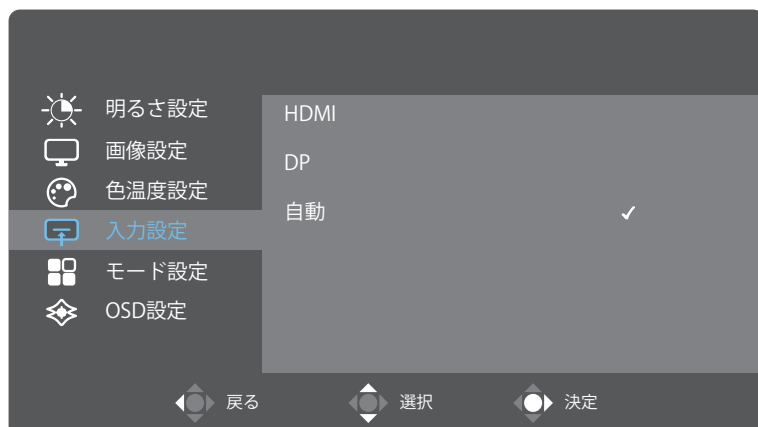 明るさ設定
画像設定
色温度設定
入力設定
モード設定
OSD設定
HDMI
DP
自動
戻る
選択
決定